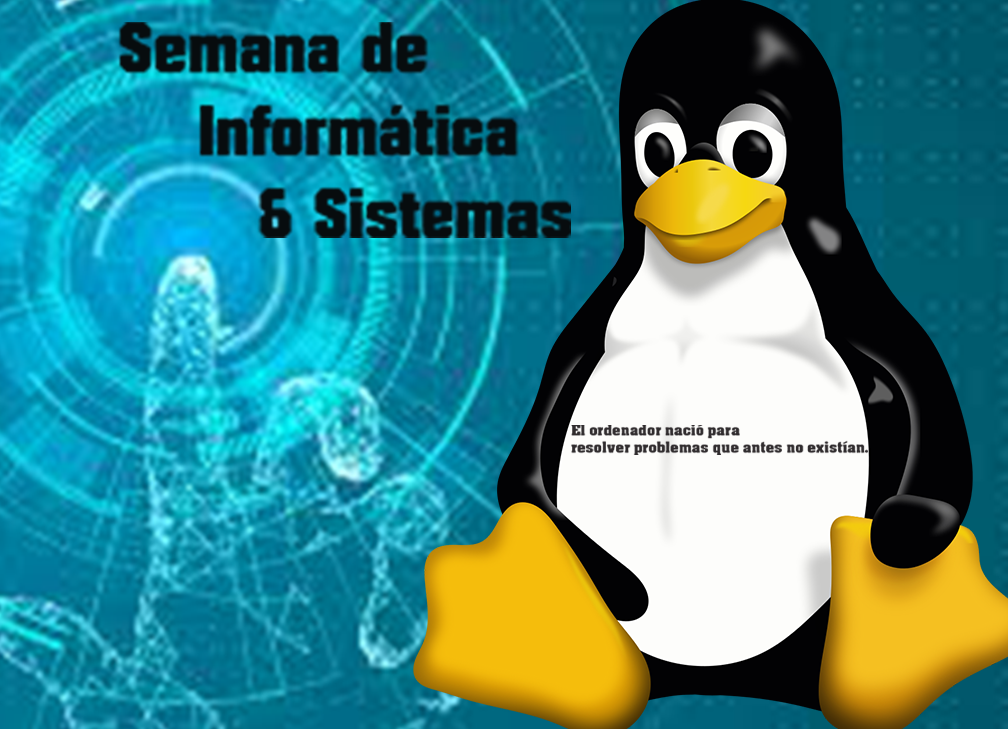 Semana de
Informática
& Sistemas
El ordenador nació para
resolver problemas que antes no existían.